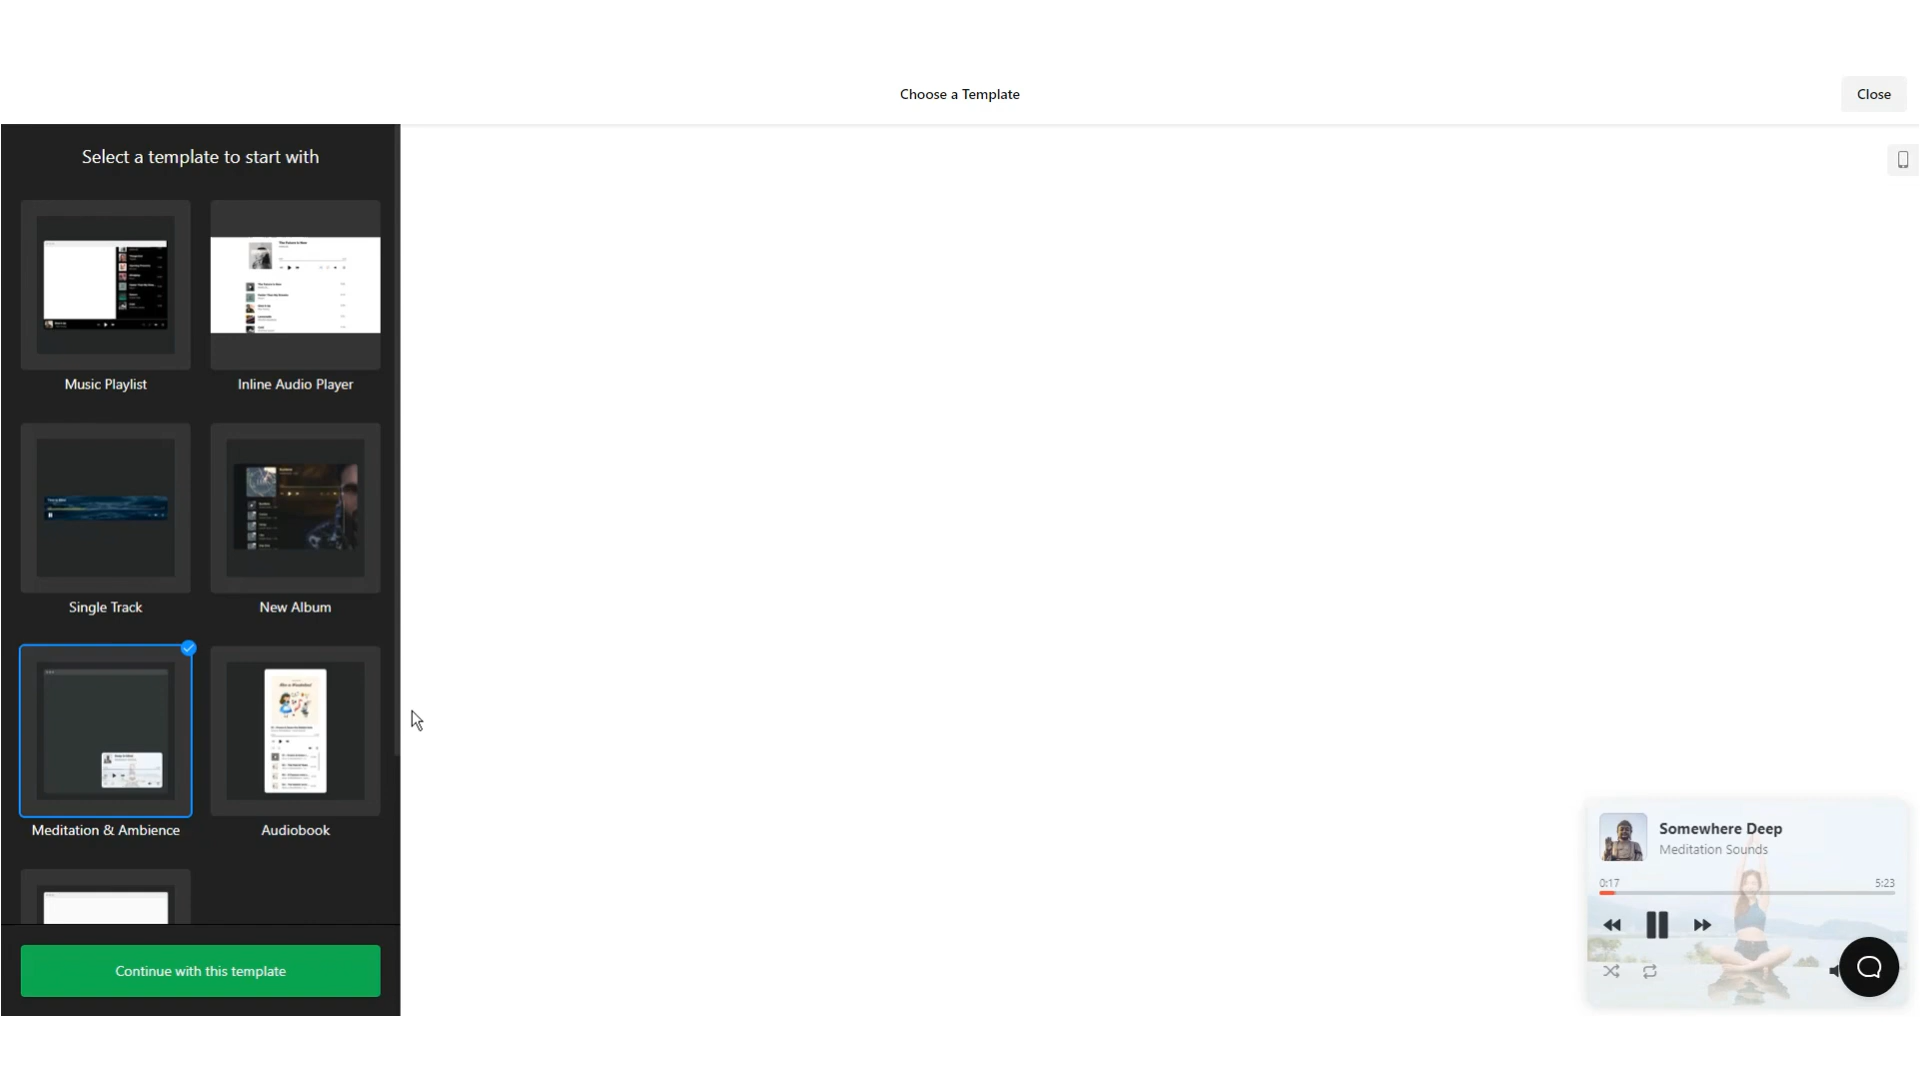 Choose a Template
Close
Select a template to start with
Music Playlist
Inline Audio Player
Single Track
New Album
Meditation & Ambience
Audiobook
Continue with this template
Somewhere Deep
Meditation Sounds
0:17
5:23